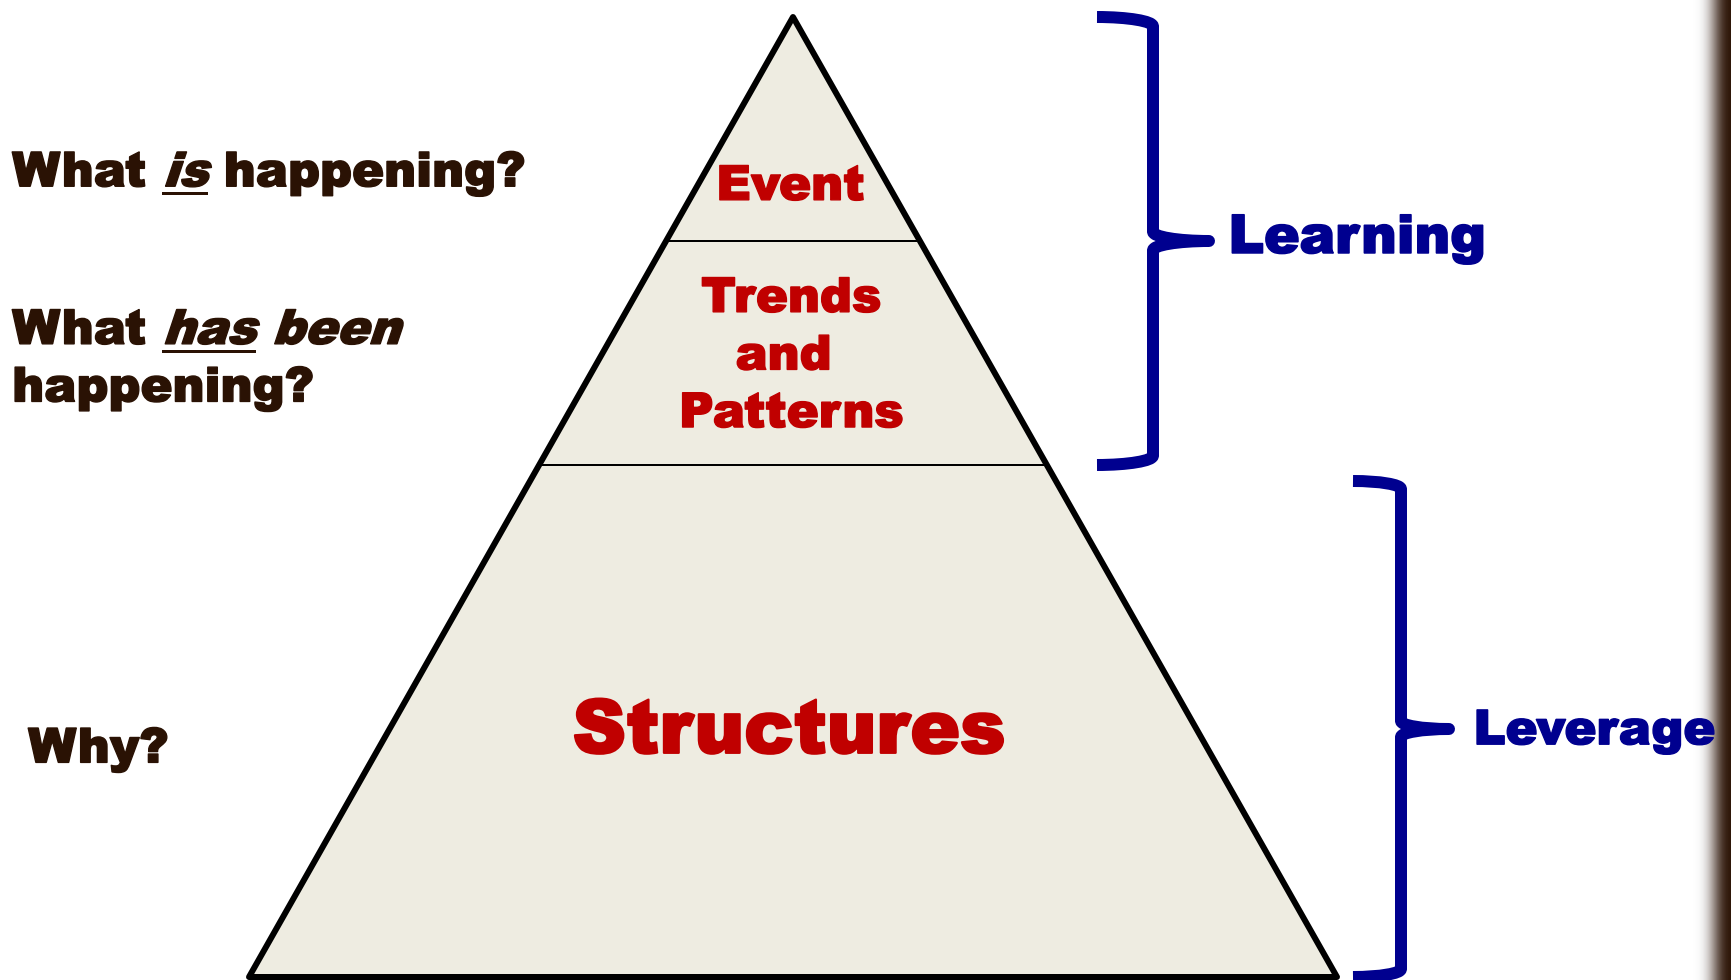 What is happening?
Event
Learning
What has been
happening?
Trends
and
Patterns
Why?
Structures
Leverage